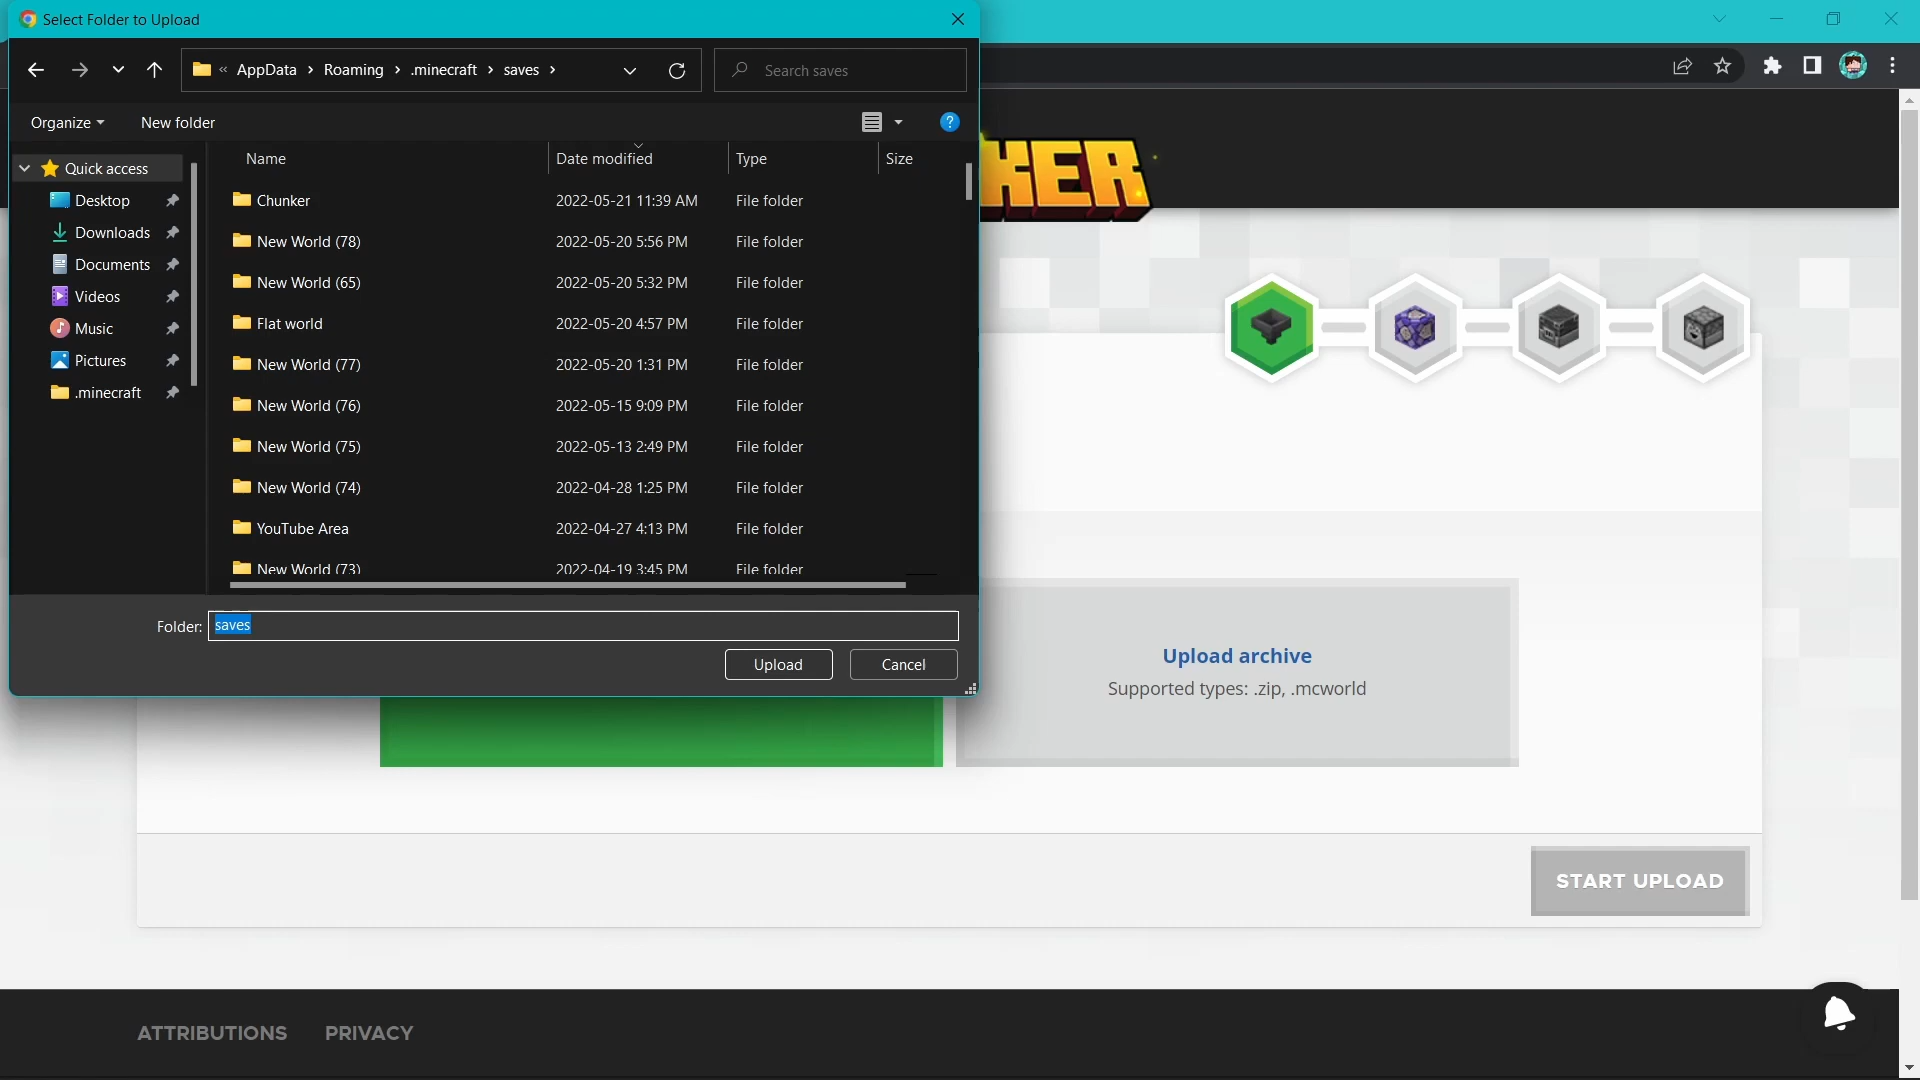 Select Folder to Upload
« AppData › Roaming › .minecraft › saves ›
Search saves
Organize
New folder
?
Name
Date modified
Type
Size
Quick access
Desktop
Downloads
Documents
Videos
Music
Pictures
.minecraft
Chunker 2022-05-21 11:39 AM File folder
New World (78) 2022-05-20 5:56 PM File folder
New World (65) 2022-05-20 5:32 PM File folder
Flat world 2022-05-20 4:57 PM File folder
New World (77) 2022-05-20 1:31 PM File folder
New World (76) 2022-05-15 9:09 PM File folder
New World (75) 2022-05-13 2:49 PM File folder
New World (74) 2022-04-28 1:25 PM File folder
YouTube Area 2022-04-27 4:13 PM File folder
New World (73) 2022-04-19 3:45 PM File folder
Folder: saves
Upload
Cancel
KER
Upload archive
Supported types: .zip, .mcworld
START UPLOAD
ATTRIBUTIONS
PRIVACY